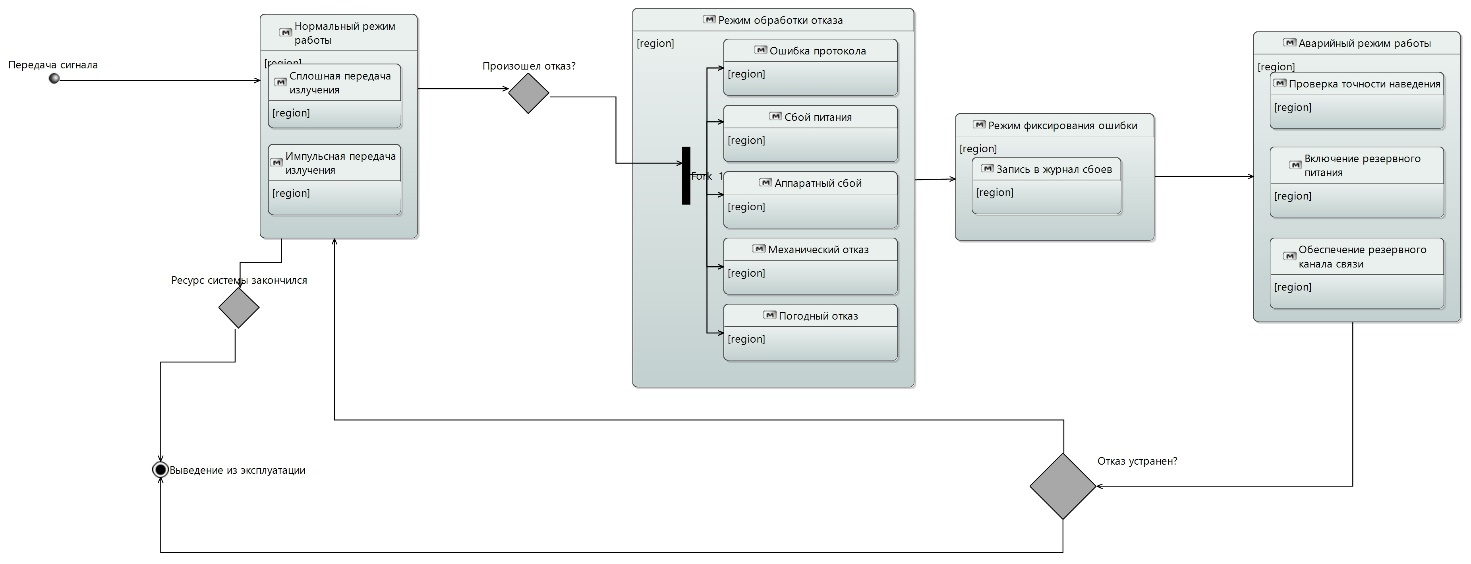 Передача сигнала
Нормальный режим
работы
[region]
Сплошная передача
излучения
[region]
Импульсная передача
излучения
[region]
Произошел отказ?
Режим обработки отказа
[region]
Fork_1
Ошибка протокола
[region]
Сбой питания
[region]
Аппаратный сбой
[region]
Механический отказ
[region]
Погодный отказ
[region]
Режим фиксирования ошибки
[region]
Запись в журнал сбоев
[region]
Аварийный режим работы
[region]
Проверка точности наведения
[region]
Включение резервного
питания
[region]
Обеспечение резервного
канала связи
[region]
Ресурс системы закончился
Выведение из эксплуатации
Отказ устранен?